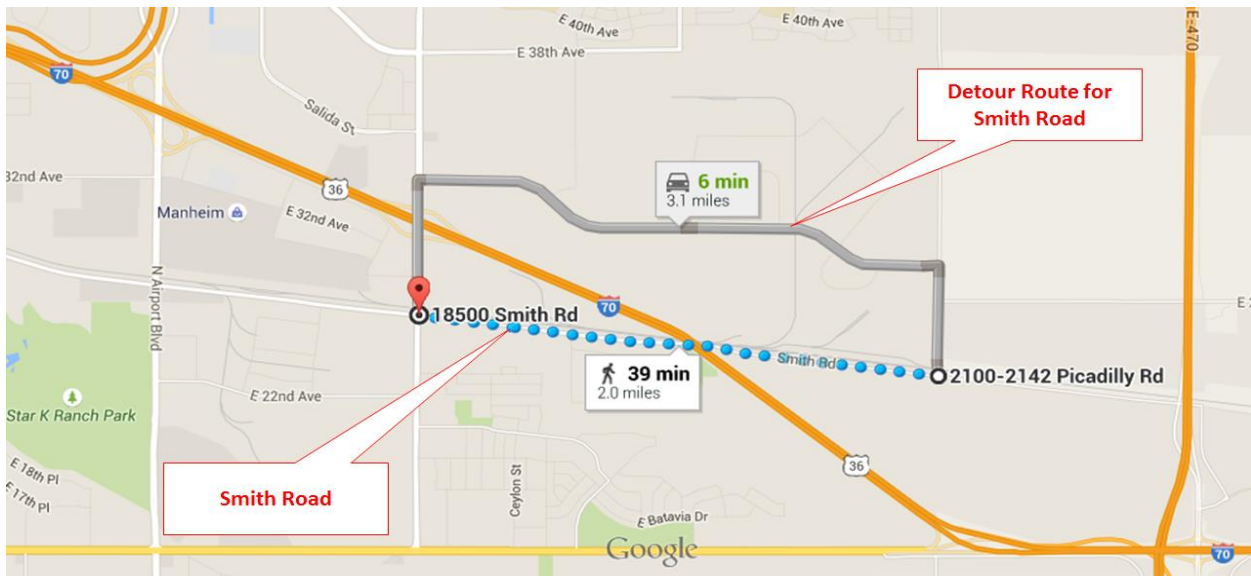 E 40th Ave
E 40th Ave
E-470
E 38th Ave
70
Detour Route for
Smith Road
Salida St
6 min
3.1 miles
32nd Ave
36
Manheim
E 32nd Ave
N Airport Blvd
18500 Smith Rd
70
Smith Rd
39 min
2.0 miles
2100-2142 Picadilly Rd
E 22nd Ave
Star K Ranch Park
Smith Road
E 18th Pl
E 17th Pl
Ceylon St
36
E Batavia Dr
Google
70